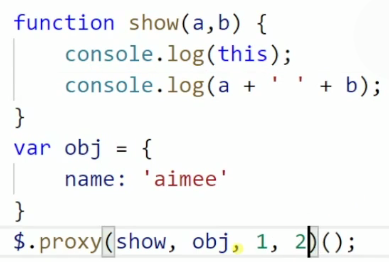 function show(a,b) {
    console.log(this);
    console.log(a + ' ' + b);
}
var obj = {
    name: 'aimee'
}
$.proxy(show, obj, 1, 2)();